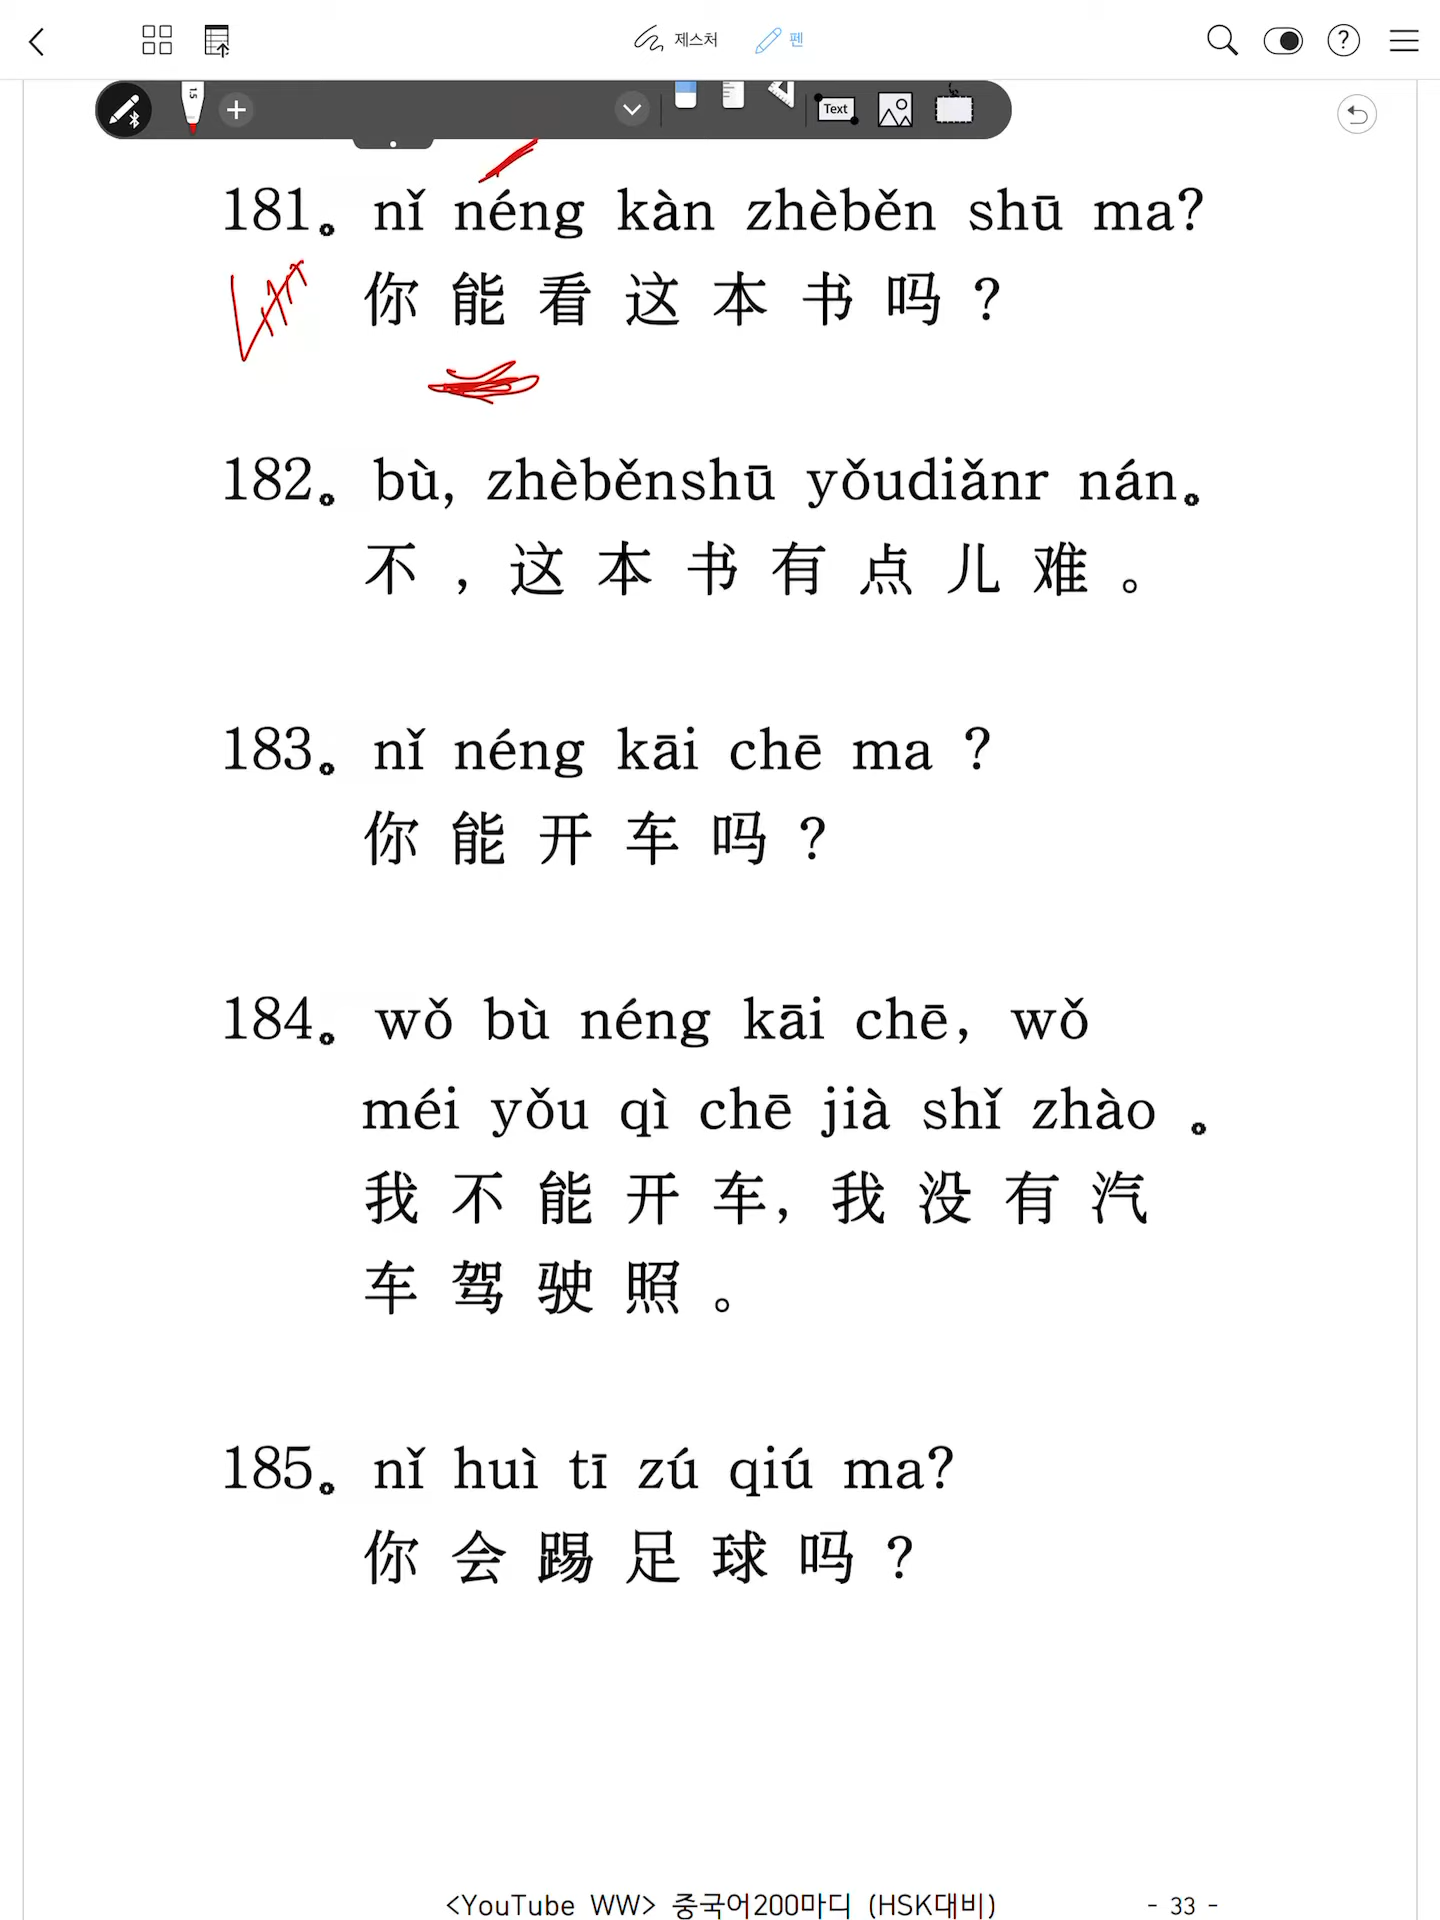 제스처 펜
1.5
Text
181。 nǐ néng kàn zhèběn shū ma?
你 能 看 这 本 书 吗 ?
182。 bù, zhèběnshū yǒudiǎnr nán。
不 , 这 本 书 有 点 儿 难 。
183。 nǐ néng kāi chē ma ?
你 能 开 车 吗 ?
184。 wǒ bù néng kāi chē, wǒ
méi yǒu qì chē jià shǐ zhào 。
我 不 能 开 车, 我 没 有 汽
车 驾 驶 照 。
185。 nǐ huì tī zú qiú ma?
你 会 踢 足 球 吗 ?
<YouTube WW> 중국어200마디 (HSK대비)
- 33 -